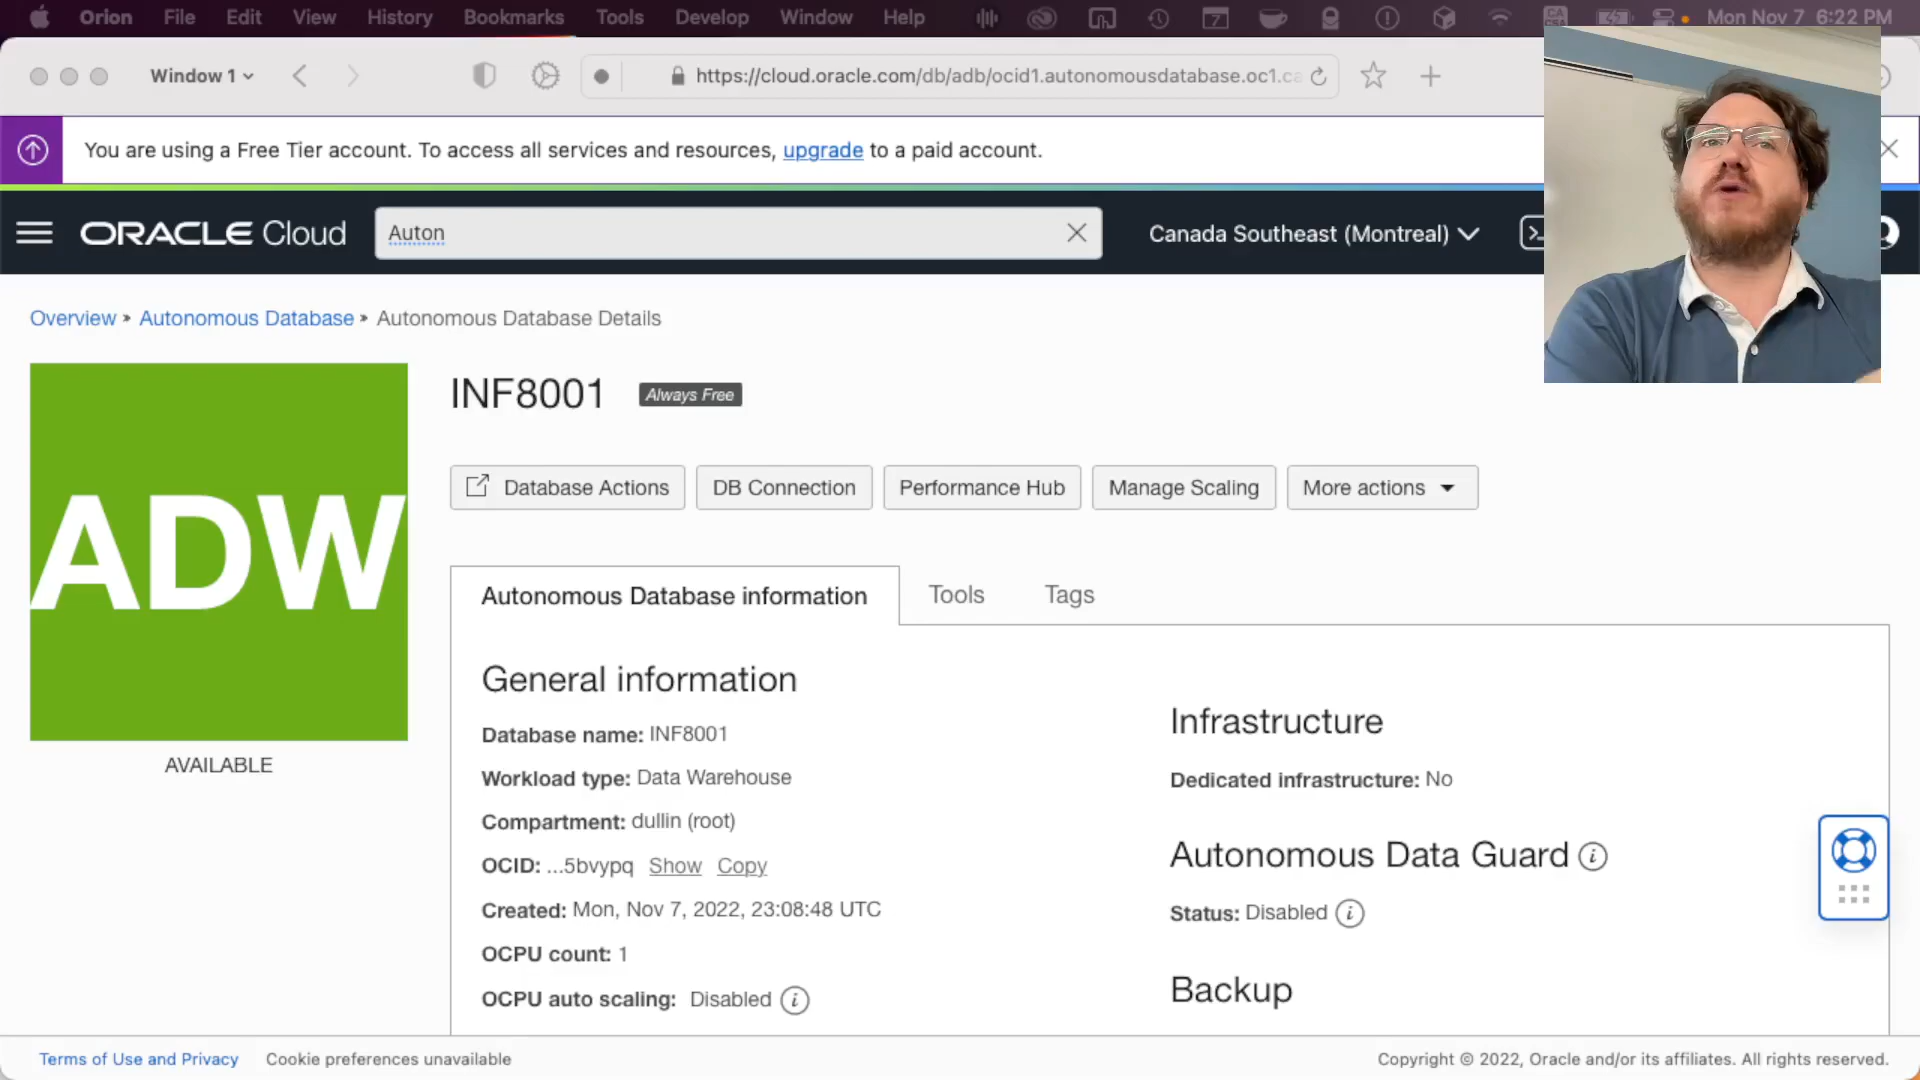 Orion File Edit View History Bookmarks Tools Develop Window Help 7 Mon Nov 7 6:22 PM
Window 1 https://cloud.oracle.com/db/adb/ocid1.autonomousdatabase.oc1.ca
You are using a Free Tier account. To access all services and resources, upgrade to a paid account.
ORACLE Cloud Auton Canada Southeast (Montreal)
Overview » Autonomous Database » Autonomous Database Details
ADW
AVAILABLE
INF8001 Always Free
Database Actions DB Connection Performance Hub Manage Scaling More actions
Autonomous Database information Tools Tags
General information
Database name: INF8001
Workload type: Data Warehouse
Compartment: dullin (root)
OCID: ...5bvypq Show Copy
Created: Mon, Nov 7, 2022, 23:08:48 UTC
OCPU count: 1
OCPU auto scaling: Disabled
Infrastructure
Dedicated infrastructure: No
Autonomous Data Guard
Status: Disabled
Backup
Terms of Use and Privacy Cookie preferences unavailable
Copyright © 2022, Oracle and/or its affiliates. All rights reserved.